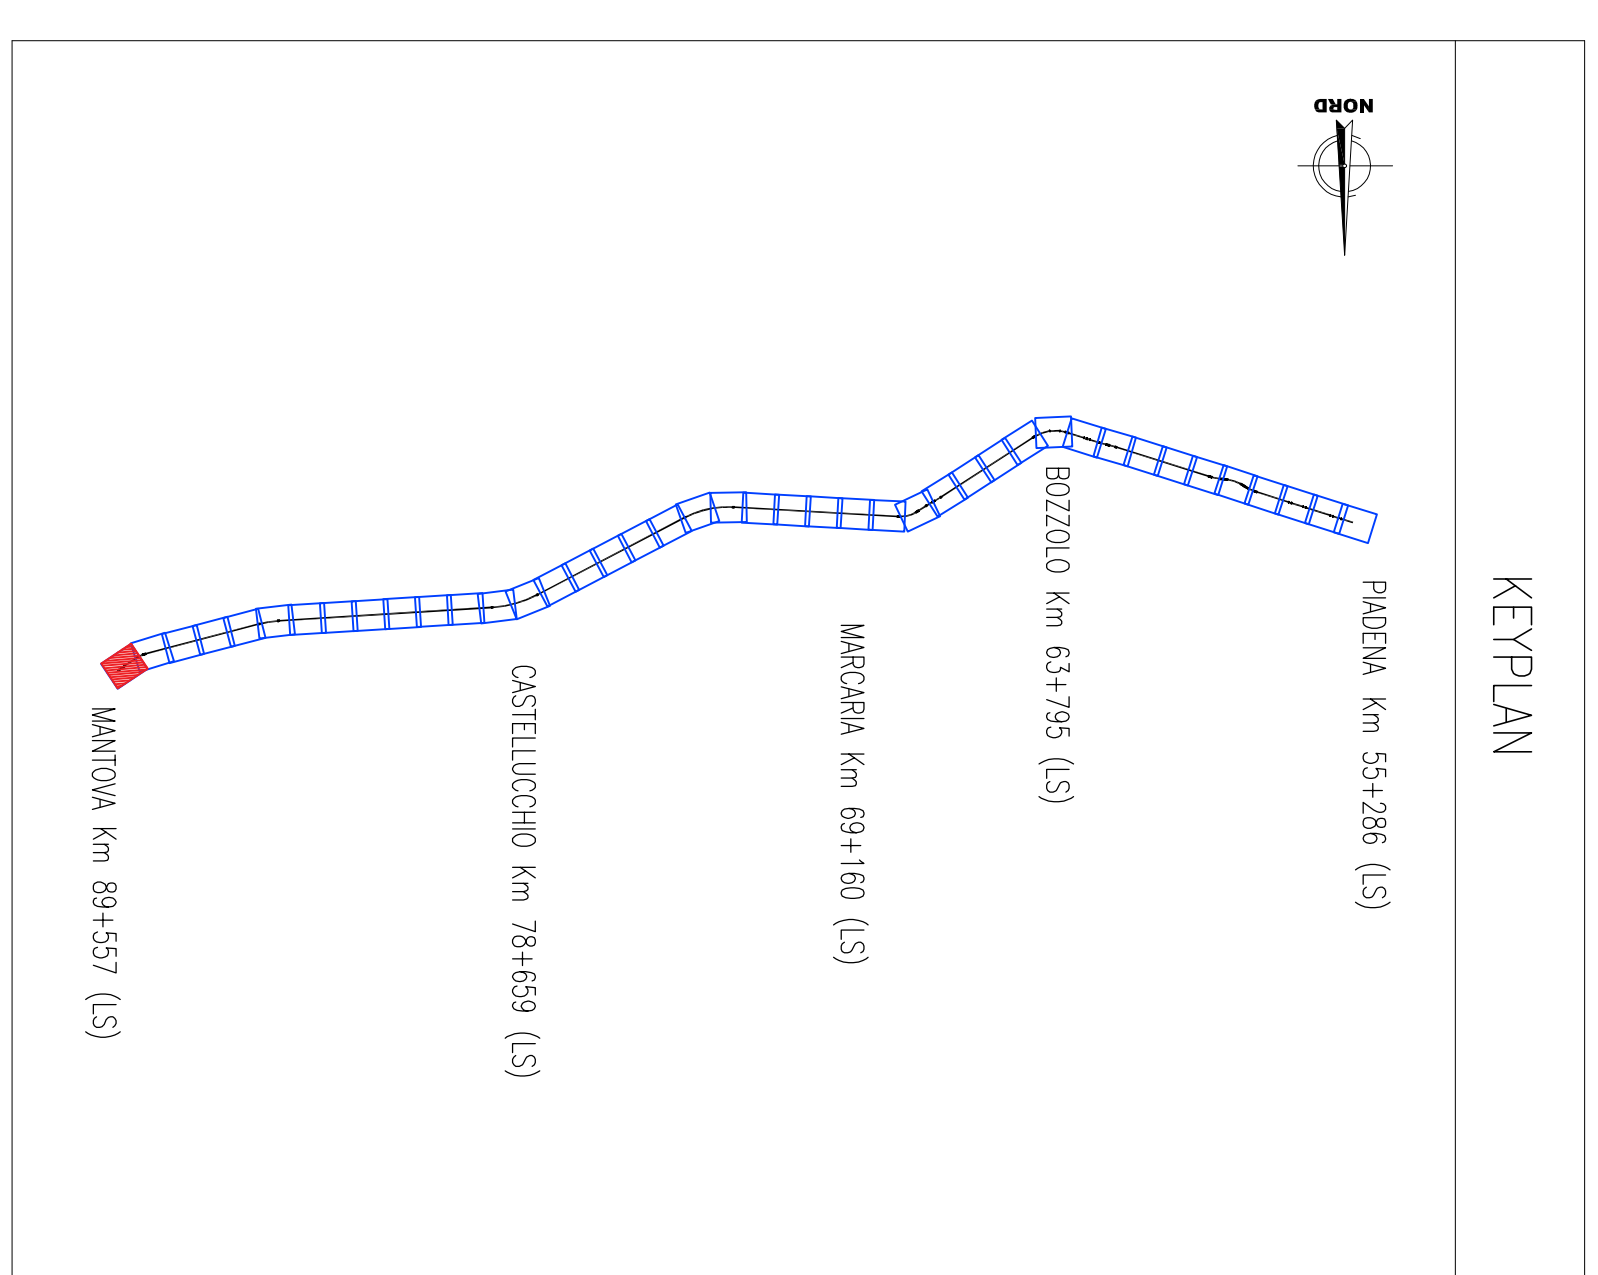 KEYPLAN
NORD
PIADENA Km 55+286 (LS)
BOZZOLO Km 63+795 (LS)
MARCARIA Km 69+160 (LS)
CASTELLUCCHIO Km 78+659 (LS)
MANTOVA Km 89+557 (LS)